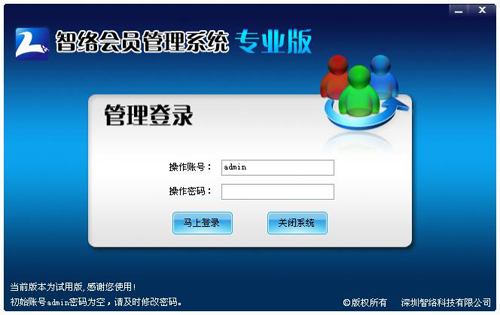 智络会员管理系统 专业版
管理登录
操作账号： admin
操作密码：
马上登录 关闭系统
当前版本为试用版,感谢您使用!
初始账号admin密码为空，请及时修改密码。 ©版权所有 深圳智络科技有限公司